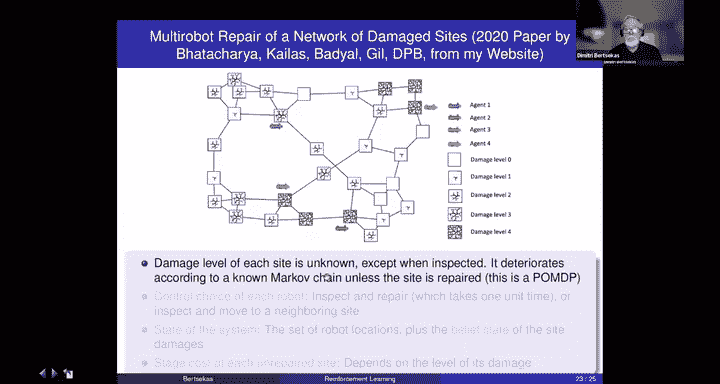 Multirobot Repair of a Network of Damaged Sites (2020 Paper by
Bhatacharya, Kailas, Badyal, Gil, DPB, from my Website)
Dimitri Bertsekas
Agent 1
Agent 2
Agent 3
Agent 4
Damage level 0
Damage level 1
Damage level 2
Damage level 3
Damage level 4
Damage level of each site is unknown, except when inspected. It deteriorates
according to a known Markov chain unless the site is repaired (this is a POMDP)
Control choice of each robot: Inspect and repair (which takes one unit time), or
inspect and move to a neighboring site
State of the system: The set of robot locations, plus the belief state of the site
damages
Stage cost at each unrepaired site: Depends on the level of its damage
Bertsekas
Reinforcement Learning
23 / 25